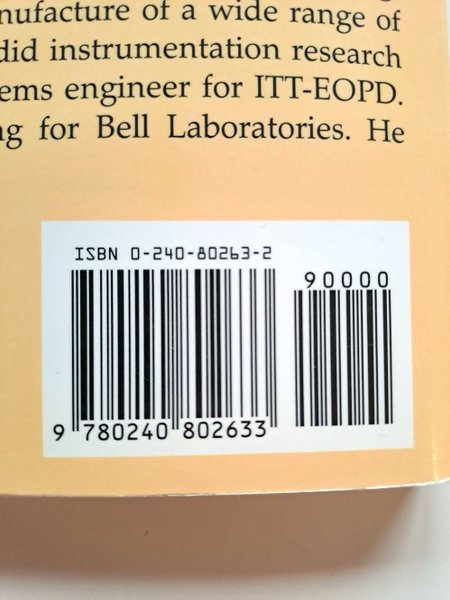 nufacture of a wide range of
did instrumentation research
ems engineer for ITT-EOPD.
ng for Bell Laboratories. He
ISBN 0-240-80263-2
90000
9 780240 802633